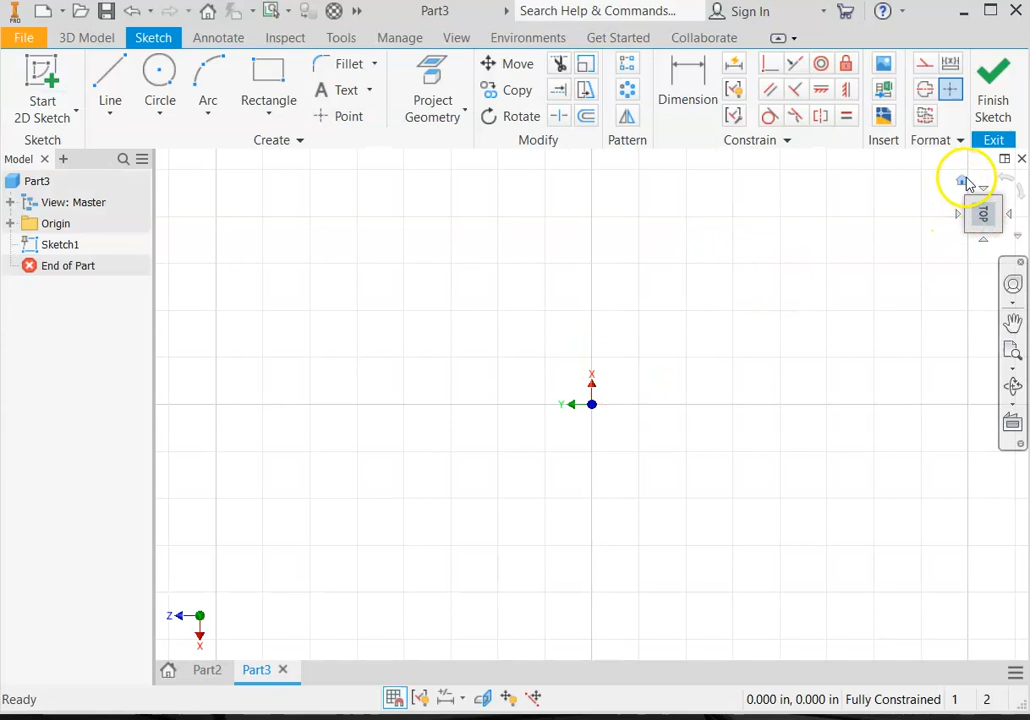 PRO
Part3
Search Help & Commands...
Sign In
File
3D Model
Sketch
Annotate
Inspect
Tools
Manage
View
Environments
Get Started
Collaborate
Start
2D Sketch
Line
Circle
Arc
Rectangle
Fillet
Text
Point
Project
Geometry
Move
Copy
Rotate
Dimension
Finish
Sketch
Sketch
Create
Modify
Pattern
Constrain
Insert
Format
Exit
Model
Part3
View: Master
Origin
Sketch1
End of Part
TOP
X
Y
Z
X
Part2
Part3
Ready
0.000 in, 0.000 in
Fully Constrained
1
2